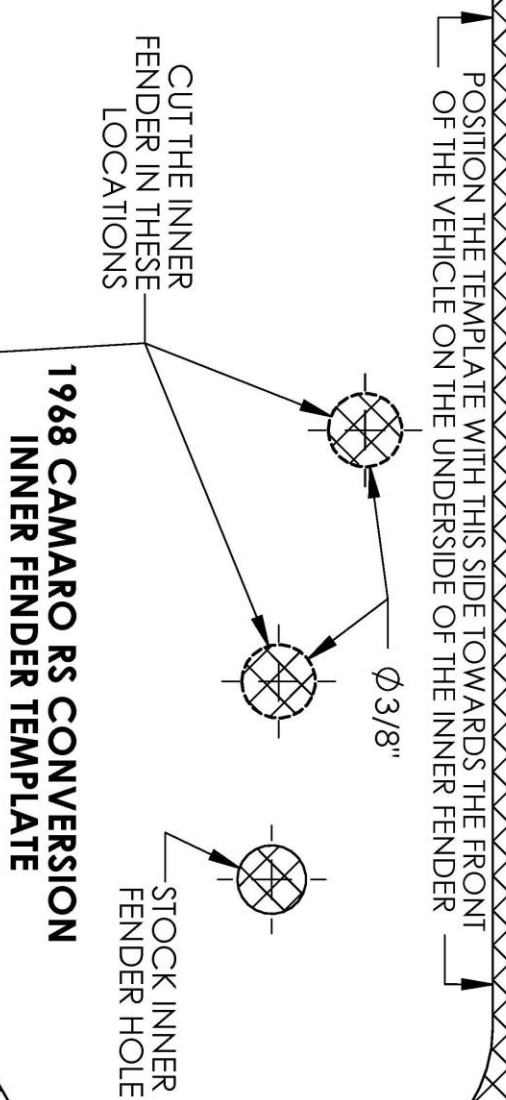 POSITION THE TEMPLATE WITH THIS SIDE TOWARDS THE FRONT
OF THE VEHICLE ON THE UNDERSIDE OF THE INNER FENDER
Ø3/8"
CUT THE INNER
FENDER IN THESE
LOCATIONS
STOCK INNER
FENDER HOLE
1968 CAMARO RS CONVERSION
INNER FENDER TEMPLATE